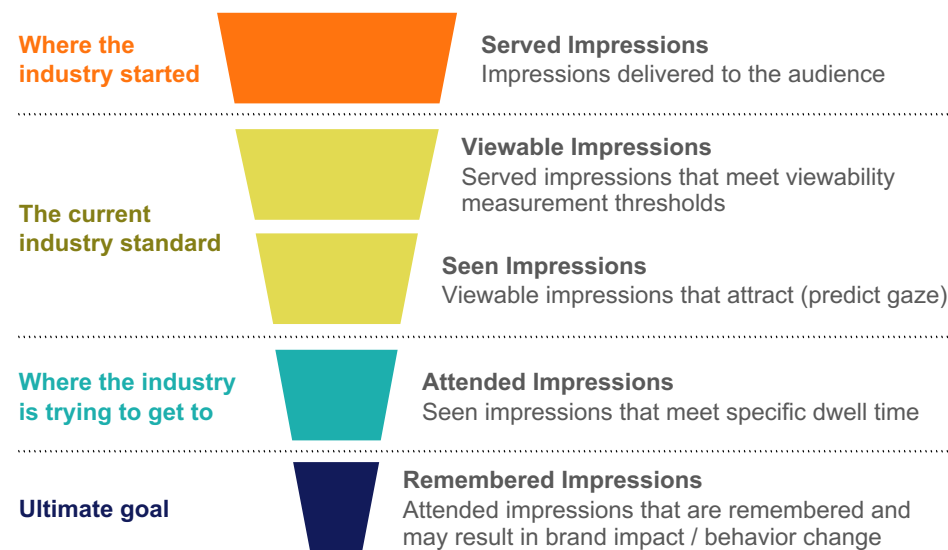 Where the
industry started
Served Impressions
Impressions delivered to the audience
The current
industry standard
Viewable Impressions
Served impressions that meet viewability
measurement thresholds
Seen Impressions
Viewable impressions that attract (predict gaze)
Where the industry
is trying to get to
Attended Impressions
Seen impressions that meet specific dwell time
Ultimate goal
Remembered Impressions
Attended impressions that are remembered and
may result in brand impact / behavior change